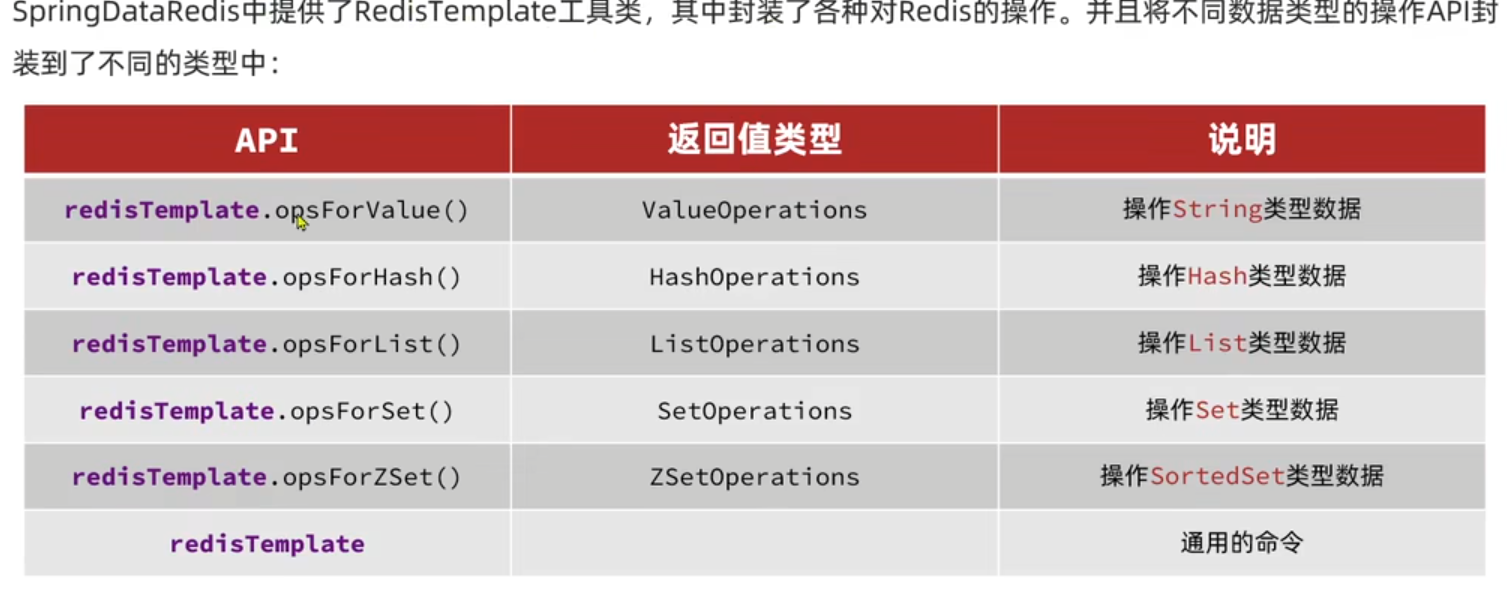 SpringDataRedis中提供了RedisTemplate工具类，其中封装了各种对Redis的操作。并且将不同数据类型的操作API封
装到了不同的类型中：
API 返回值类型 说明
redisTemplate.opsForValue() ValueOperations 操作String类型数据
redisTemplate.opsForHash() HashOperations 操作Hash类型数据
redisTemplate.opsForList() ListOperations 操作List类型数据
redisTemplate.opsForSet() SetOperations 操作Set类型数据
redisTemplate.opsForZSet() ZSetOperations 操作SortedSet类型数据
redisTemplate 通用的命令